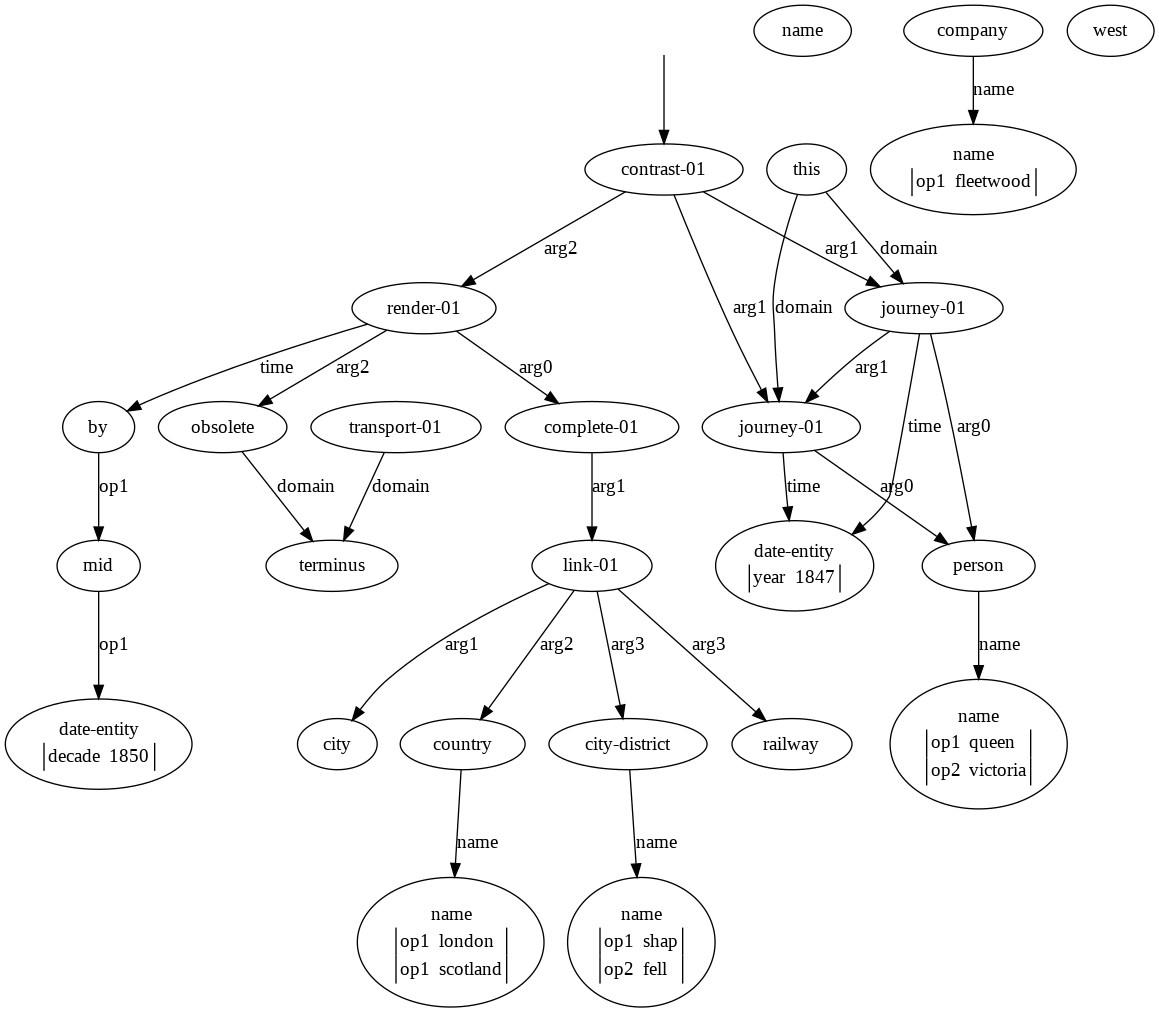 name
company
west
name
name
op1 fleetwood
contrast-01
this
arg2
arg1
domain
render-01
arg1
domain
journey-01
time
arg2
arg0
arg1
by
obsolete
transport-01
complete-01
journey-01
time
arg0
op1
domain
domain
arg1
time
arg0
mid
terminus
link-01
date-entity
year 1847
person
op1
arg1
arg2
arg3
arg3
name
date-entity
decade 1850
city
country
city-district
railway
name
op1 queen
op2 victoria
name
name
name
op1 london
op1 scotland
name
op1 shap
op2 fell